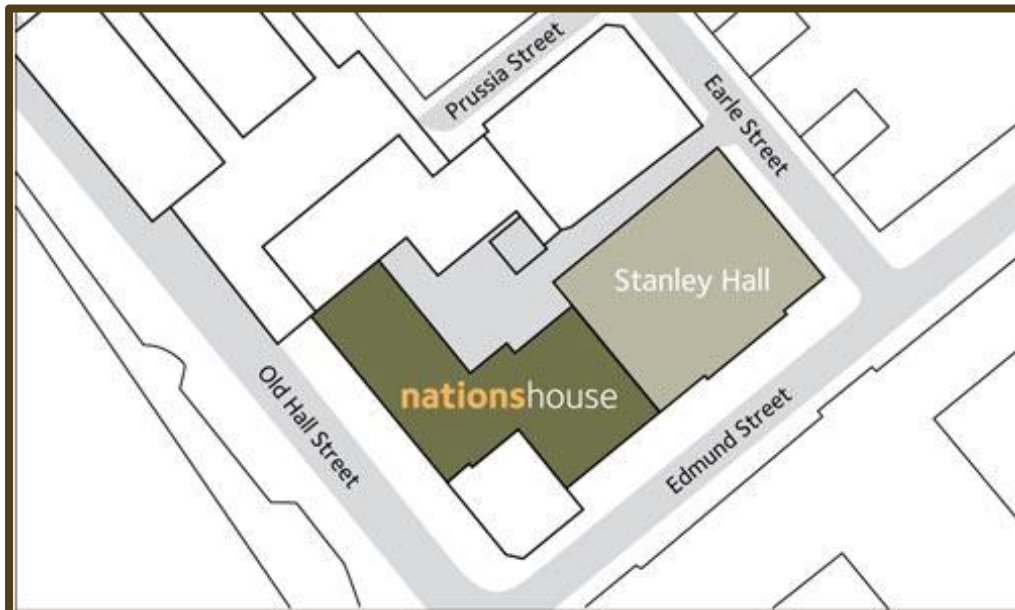 Prussia Street
Earle Street
Stanley Hall
nationshouse
Old Hall Street
Edmund Street